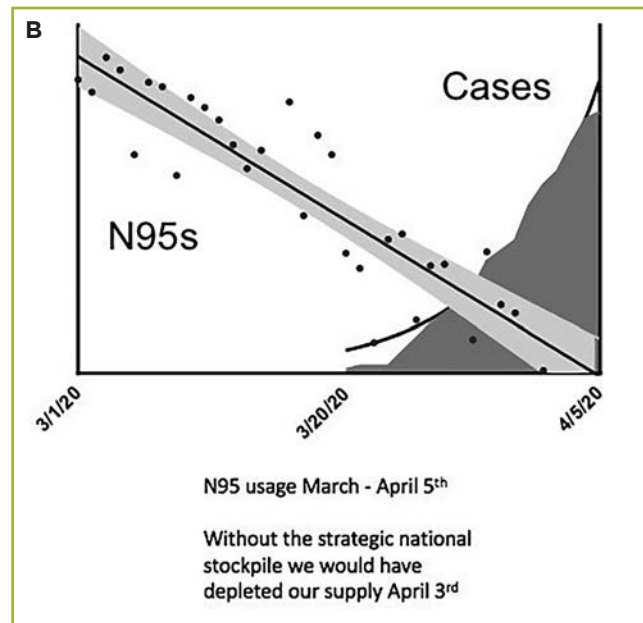 B
Cases
N95s
3/1/20
3/20/20
4/5/20
N95 usage March - April 5th
Without the strategic national
stockpile we would have
depleted our supply April 3rd